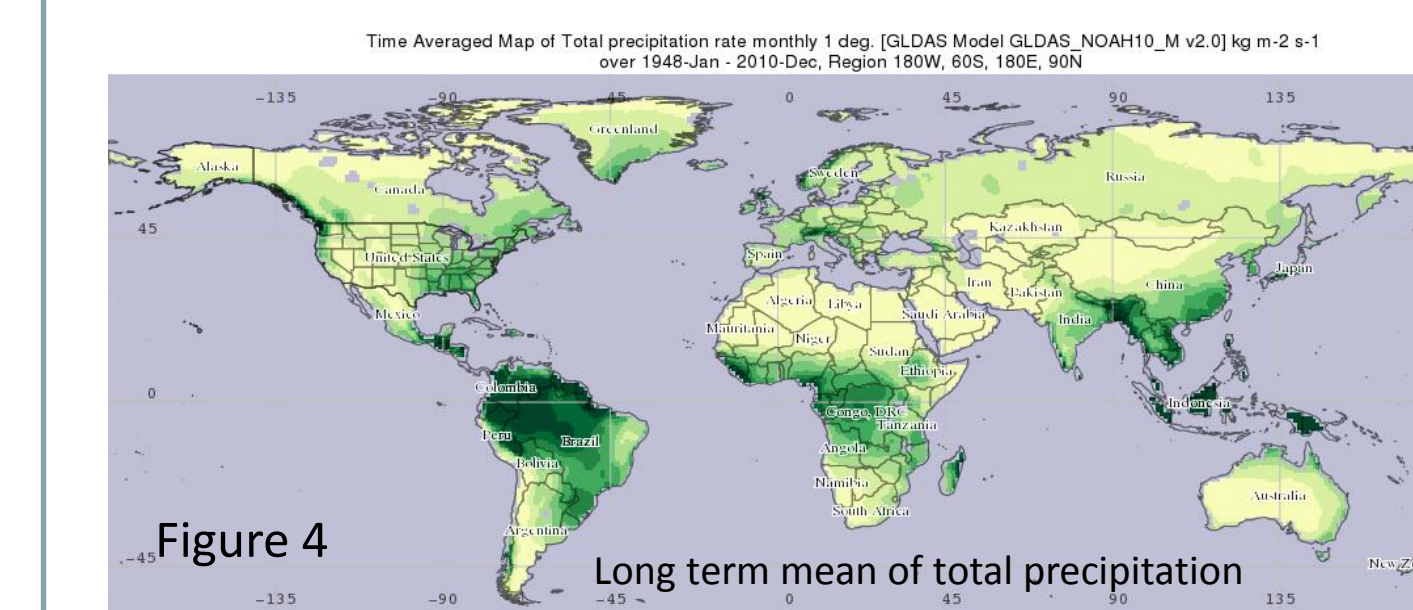 Time Averaged Map of Total precipitation rate monthly 1 deg. [GLDAS Model GLDAS_NOAH10_M v2.0] kg m-2 s-1
over 1948-Jan - 2010-Dec, Region 180W, 60S, 180E, 90N
-135 -90 -45 0 45 90 135
Greenland
Alaska
Sweden
Russia
Canada
45
Kazakhstan
United States
Spain
Japan
Iran
Pakistan
China
Algeria
Libya
Saudi Arabia
Mexico
India
Mauritania
Niger
Sudan
Ethiopia
0
Colombia
Indonesia
Congo, DRC
Tanzania
Peru
Brazil
Angola
Bolivia
Namibia
Australia
South Africa
Argentina
Figure 4
-45
Long term mean of total precipitation
New Z
-135 -90 -45 0 45 90 135